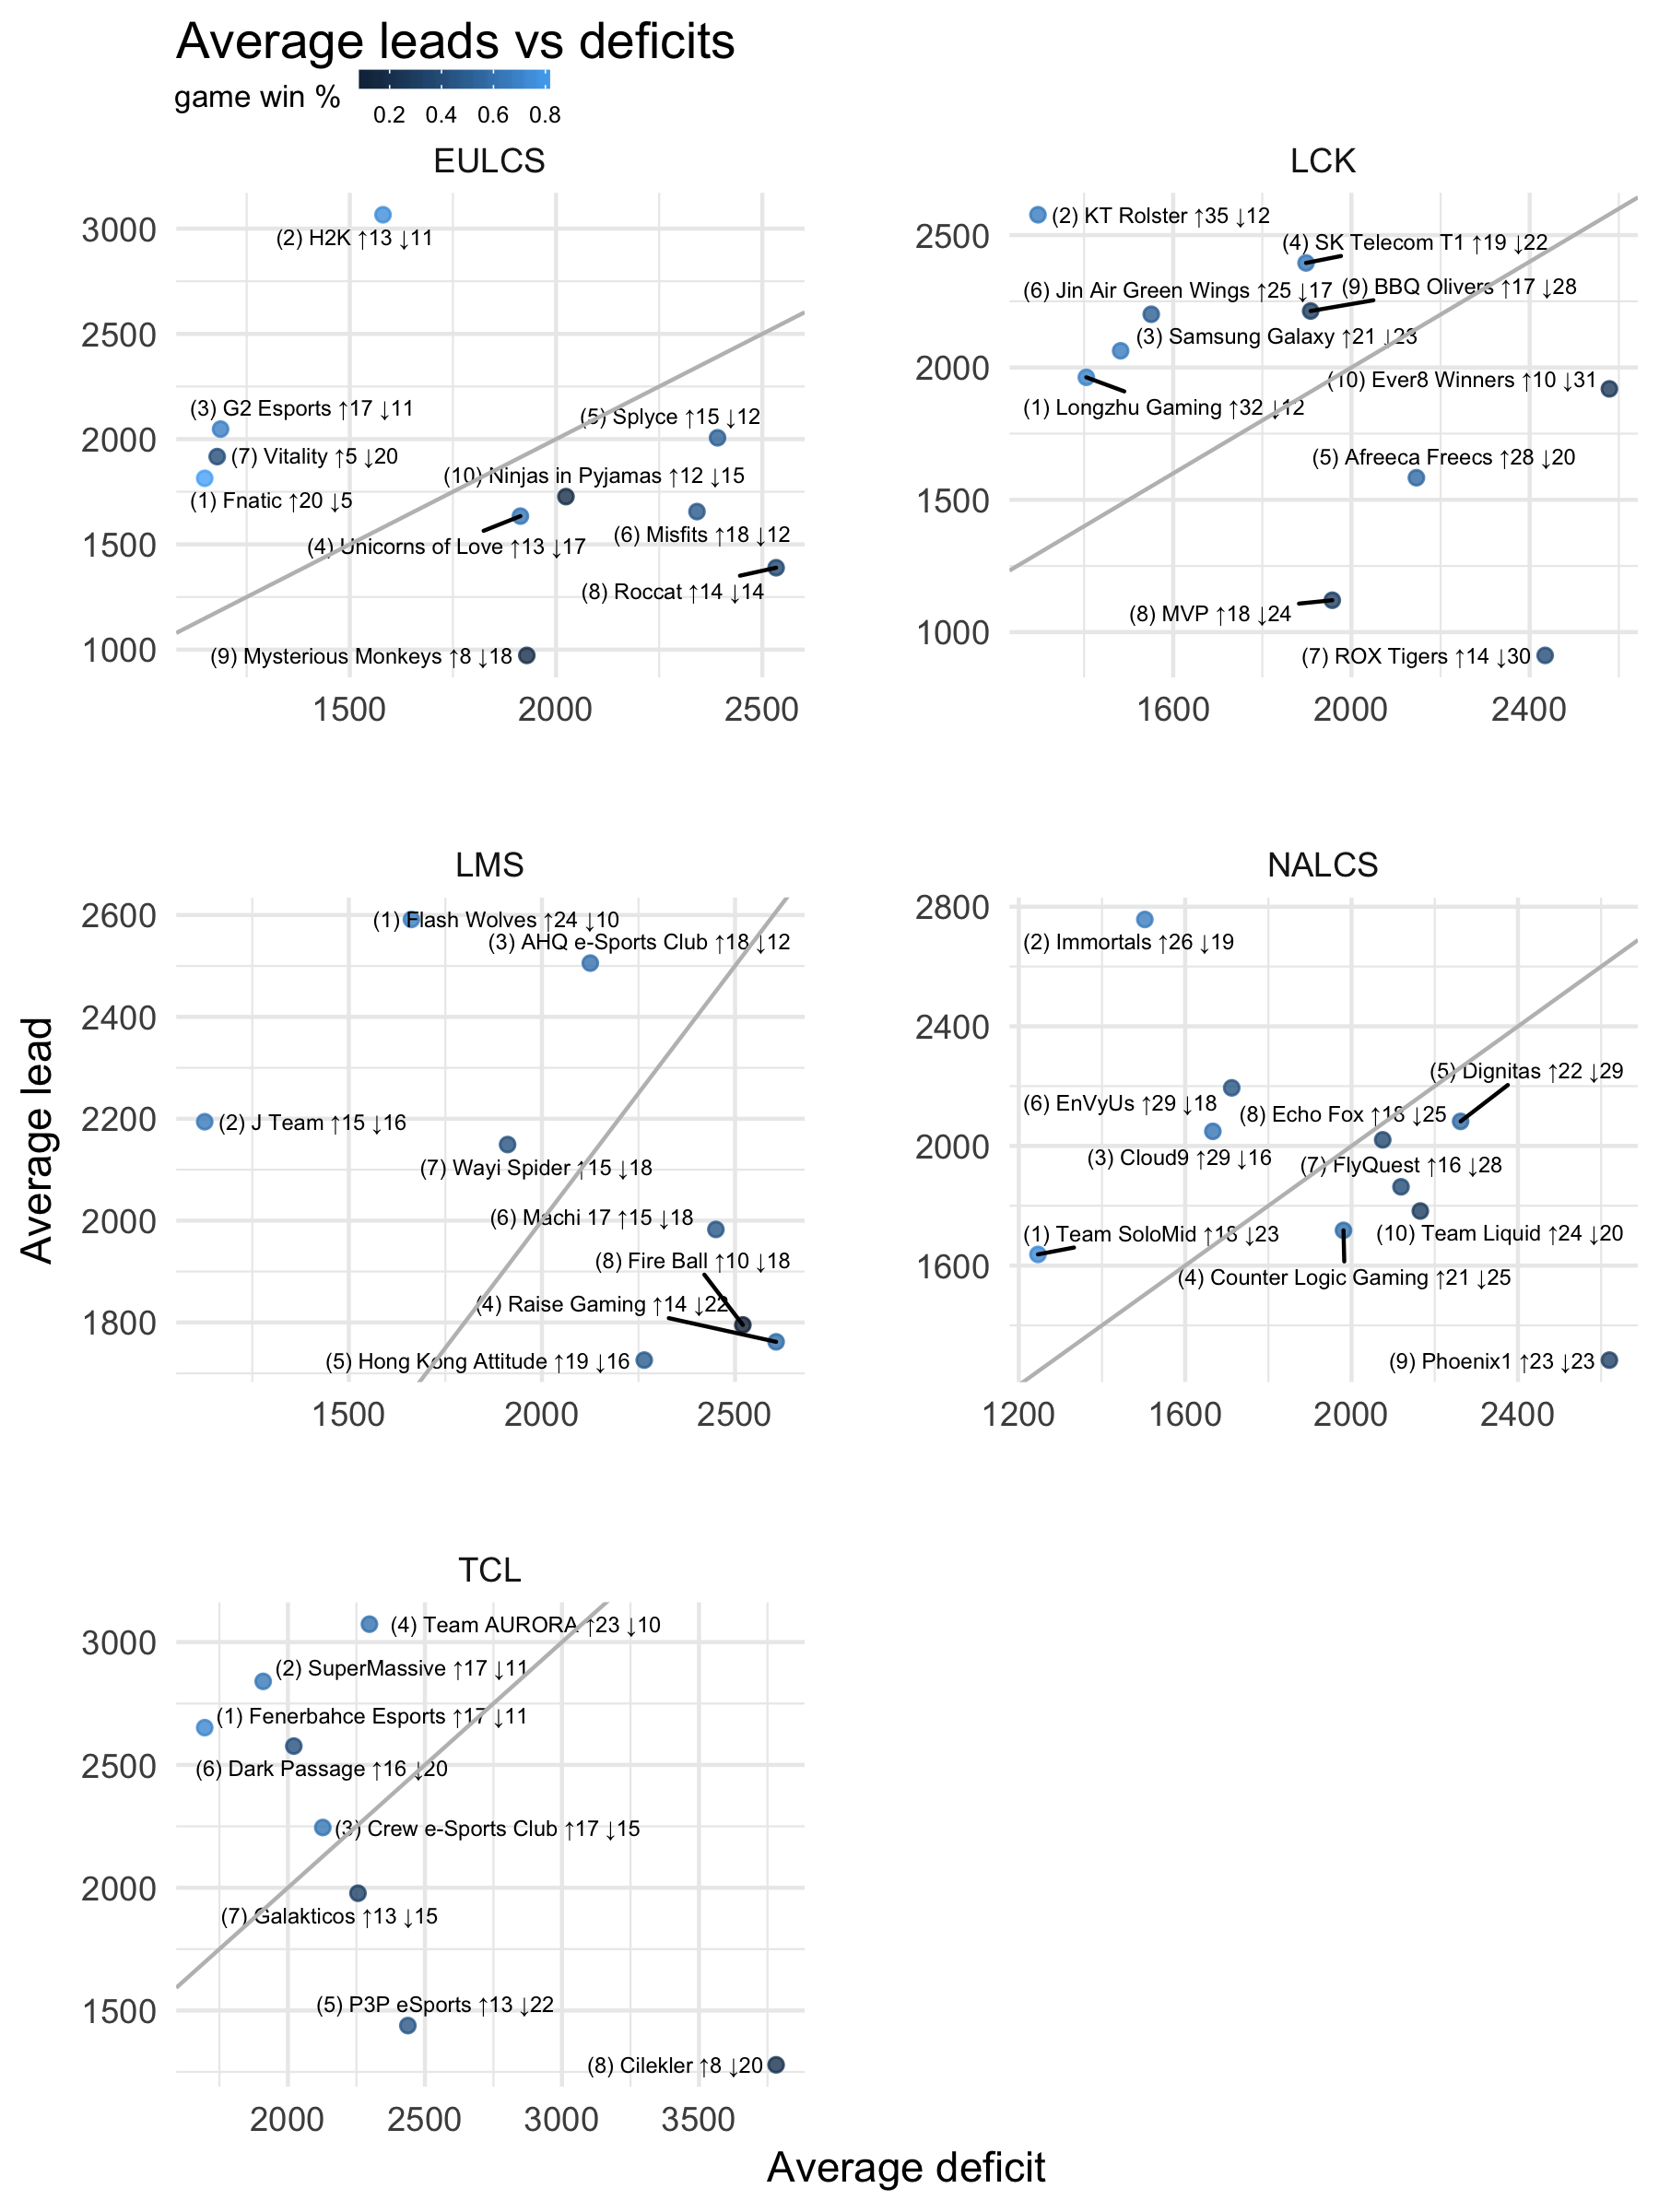 Average leads vs deficits
game win %
0.2 0.4 0.6 0.8
EULCS
3000
2500
2000
1500
1000
(2) H2K ↑13 ↓11
(3) G2 Esports ↑17 ↓11
(5) Splyce ↑15 ↓12
(7) Vitality ↑5 ↓20
(10) Ninjas in Pyjamas ↑12 ↓15
(1) Fnatic ↑20 ↓5
(6) Misfits ↑18 ↓12
(4) Unicorns of Love ↑13 ↓17
(8) Roccat ↑14 ↓14
(9) Mysterious Monkeys ↑8 ↓18
1500 2000 2500
LCK
2500
2000
1500
1000
(2) KT Rolster ↑35 ↓12
(4) SK Telecom T1 ↑19 ↓22
(6) Jin Air Green Wings ↑25 ↓17
(9) BBQ Olivers ↑17 ↓28
(3) Samsung Galaxy ↑21 ↓23
(10) Ever8 Winners ↑10 ↓31
(1) Longzhu Gaming ↑32 ↓12
(5) Afreeca Freecs ↑28 ↓20
(8) MVP ↑18 ↓24
(7) ROX Tigers ↑14 ↓30
1600 2000 2400
Average lead
LMS
2600
2400
2200
2000
1800
(1) Flash Wolves ↑24 ↓10
(3) AHQ e-Sports Club ↑18 ↓12
(2) J Team ↑15 ↓16
(7) Wayi Spider ↑15 ↓18
(6) Machi 17 ↑15 ↓18
(8) Fire Ball ↑10 ↓18
(4) Raise Gaming ↑14 ↓22
(5) Hong Kong Attitude ↑19 ↓16
1500 2000 2500
NALCS
2800
2400
2000
1600
(2) Immortals ↑26 ↓19
(5) Dignitas ↑22 ↓29
(6) EnVyUs ↑29 ↓18
(8) Echo Fox ↑18 ↓25
(3) Cloud9 ↑29 ↓16
(7) FlyQuest ↑16 ↓28
(1) Team SoloMid ↑18 ↓23
(10) Team Liquid ↑24 ↓20
(4) Counter Logic Gaming ↑21 ↓25
(9) Phoenix1 ↑23 ↓23
1200 1600 2000 2400
TCL
3000
2500
2000
1500
(4) Team AURORA ↑23 ↓10
(2) SuperMassive ↑17 ↓11
(1) Fenerbahce Esports ↑17 ↓11
(6) Dark Passage ↑16 ↓20
(3) Crew e-Sports Club ↑17 ↓15
(7) Galakticos ↑13 ↓15
(5) P3P eSports ↑13 ↓22
(8) Cilekler ↑8 ↓20
2000 2500 3000 3500
Average deficit